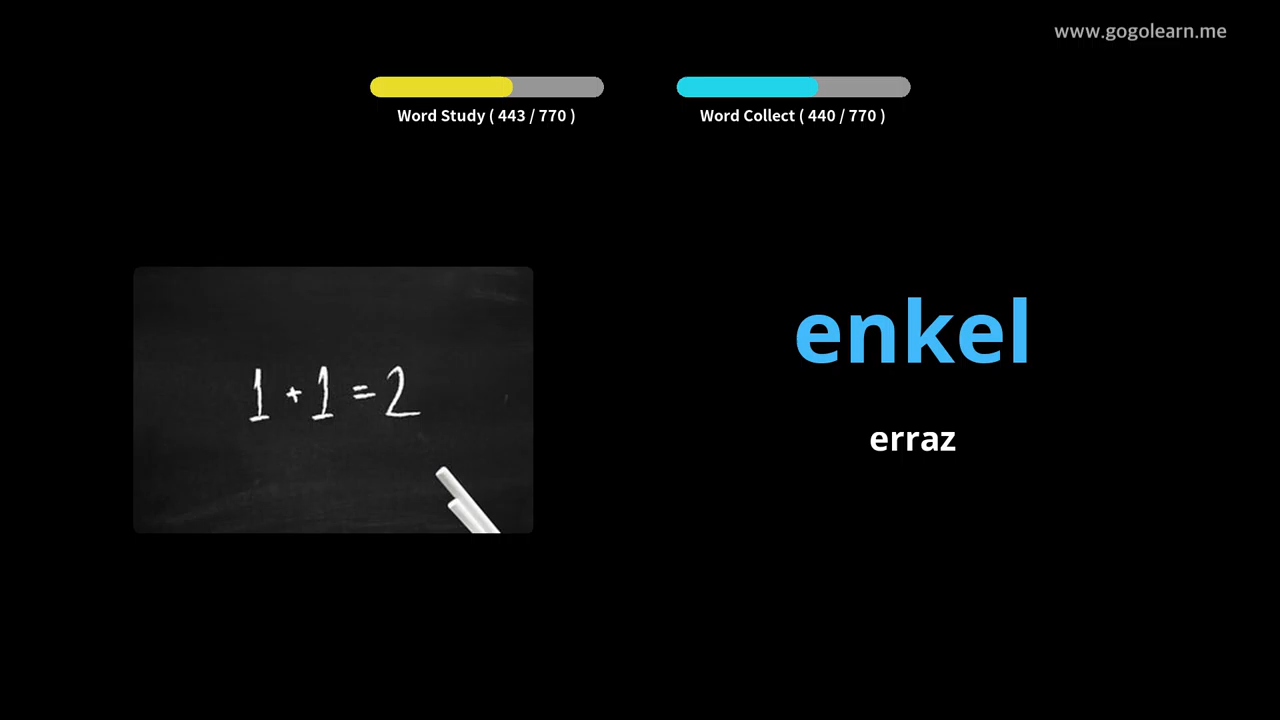 www.gogolearn.me
Word Study ( 443 / 770 )
Word Collect ( 440 / 770 )
1 + 1 = 2
enkel
erraz